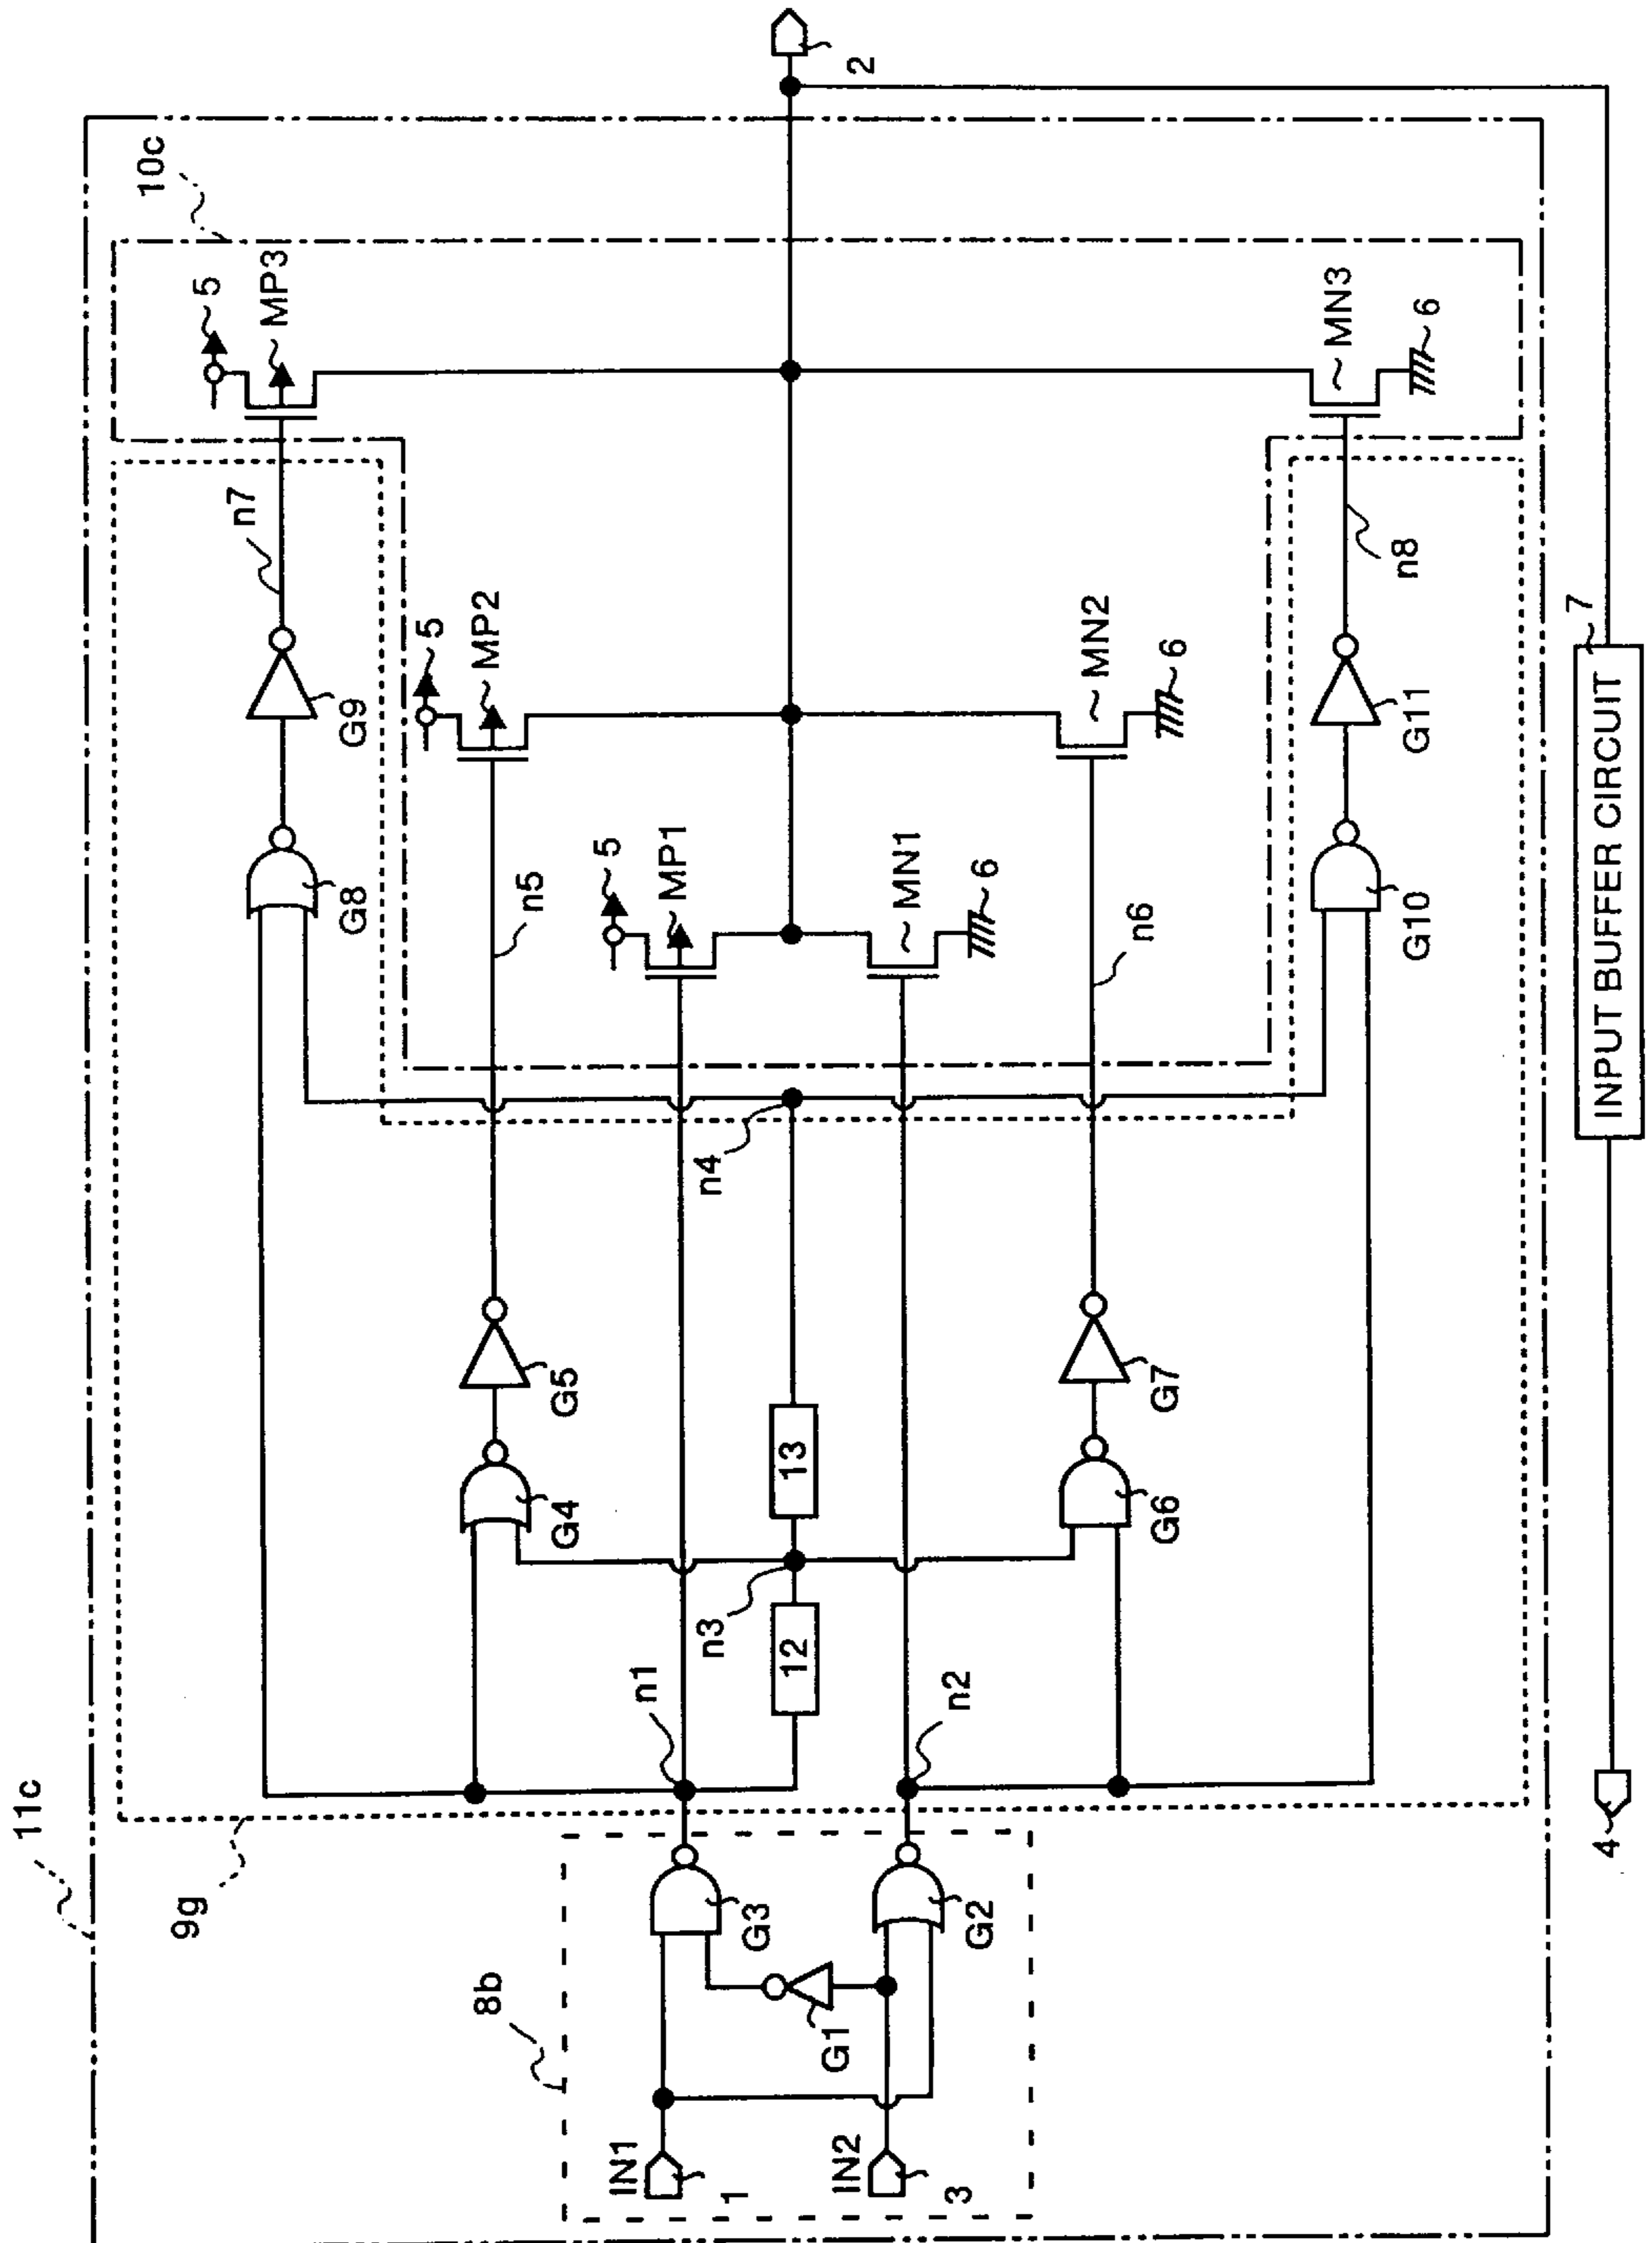 11c
10c
9g
8b
2
5
MP3
n7
G9
G8
5
MP2
n5
5
MP1
MN1
6
n6
MN2
6
MN3
6
n8
G11
G10
n4
G5
G4
13
n3
12
n1
n2
G7
G6
G3
G2
G1
IN1
1
IN2
3
7
INPUT BUFFER CIRCUIT
4